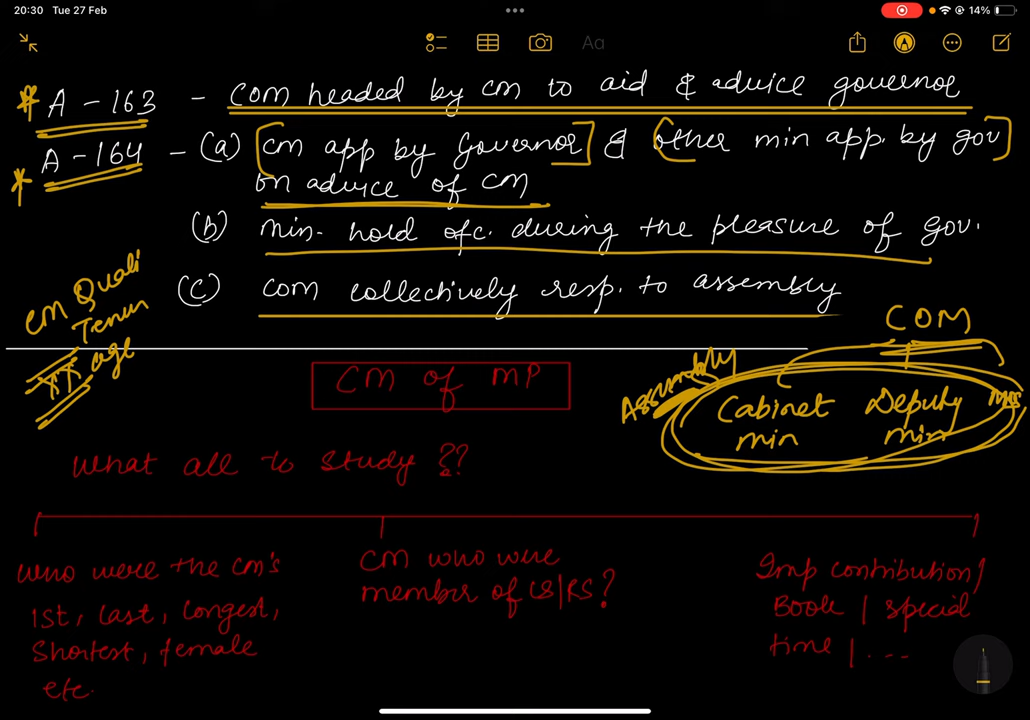 20:30 Tue 27 Feb
14%
Aa
A - 163 - COM headed by cm to aid & advice governor
A - 164 - (a) cm app by Governor & other min app. by gov
on advice of CM
(b) min- hold ofc. during the pleasure of gov.
(c) com collectively resp. to assembly
cm Quali
Tenur
age
COM
Assembly
Cabinet min
Deputy min
CM of MP
What all to study ??
Who were the cm's
1st, last, longest,
Shortest, female
etc.
CM who were
member of LS/RS?
Imp contribution/
Book / special
time / ...